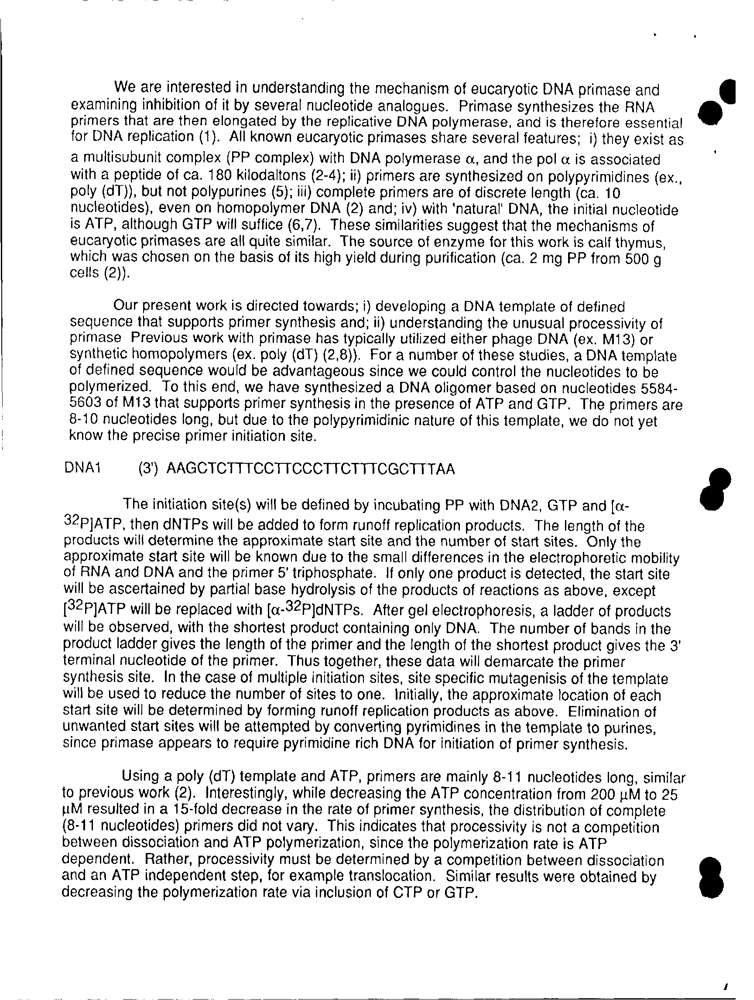 We are interested in understanding the mechanism of eucaryotic DNA primase and
examining inhibition of it by several nucleotide analogues. Primase synthesizes the RNA
primers that are then elongated by the replicative DNA polymerase, and is therefore essential
for DNA replication (1). All known eucaryotic primases share several features; i) they exist as
a multisubunit complex (PP complex) with DNA polymerase α, and the pol α is associated
with a peptide of ca. 180 kilodaltons (2-4); ii) primers are synthesized on polypyrimidines (ex.,
poly (dT)), but not polypurines (5); iii) complete primers are of discrete length (ca. 10
nucleotides), even on homopolymer DNA (2) and; iv) with 'natural' DNA, the initial nucleotide
is ATP, although GTP will suffice (6,7). These similarities suggest that the mechanisms of
eucaryotic primases are all quite similar. The source of enzyme for this work is calf thymus,
which was chosen on the basis of its high yield during purification (ca. 2 mg PP from 500 g
cells (2)).
Our present work is directed towards; i) developing a DNA template of defined
sequence that supports primer synthesis and; ii) understanding the unusual processivity of
primase Previous work with primase has typically utilized either phage DNA (ex. M13) or
synthetic homopolymers (ex. poly (dT) (2,8)). For a number of these studies, a DNA template
of defined sequence would be advantageous since we could control the nucleotides to be
polymerized. To this end, we have synthesized a DNA oligomer based on nucleotides 5584-
5603 of M13 that supports primer synthesis in the presence of ATP and GTP. The primers are
8-10 nucleotides long, but due to the polypyrimidinic nature of this template, we do not yet
know the precise primer initiation site.
DNA1 (3') AAGCTCTTTCCTTCCCTTCTTTCGCTTTAA
The initiation site(s) will be defined by incubating PP with DNA2, GTP and [α-
32P]ATP, then dNTPs will be added to form runoff replication products. The length of the
products will determine the approximate start site and the number of start sites. Only the
approximate start site will be known due to the small differences in the electrophoretic mobility
of RNA and DNA and the primer 5' triphosphate. If only one product is detected, the start site
will be ascertained by partial base hydrolysis of the products of reactions as above, except
[32P]ATP will be replaced with [α-32P]dNTPs. After gel electrophoresis, a ladder of products
will be observed, with the shortest product containing only DNA. The number of bands in the
product ladder gives the length of the primer and the length of the shortest product gives the 3'
terminal nucleotide of the primer. Thus together, these data will demarcate the primer
synthesis site. In the case of multiple initiation sites, site specific mutagenisis of the template
will be used to reduce the number of sites to one. Initially, the approximate location of each
start site will be determined by forming runoff replication products as above. Elimination of
unwanted start sites will be attempted by converting pyrimidines in the template to purines,
since primase appears to require pyrimidine rich DNA for initiation of primer synthesis.
Using a poly (dT) template and ATP, primers are mainly 8-11 nucleotides long, similar
to previous work (2). Interestingly, while decreasing the ATP concentration from 200 µM to 25
µM resulted in a 15-fold decrease in the rate of primer synthesis, the distribution of complete
(8-11 nucleotides) primers did not vary. This indicates that processivity is not a competition
between dissociation and ATP polymerization, since the polymerization rate is ATP
dependent. Rather, processivity must be determined by a competition between dissociation
and an ATP independent step, for example translocation. Similar results were obtained by
decreasing the polymerization rate via inclusion of CTP or GTP.